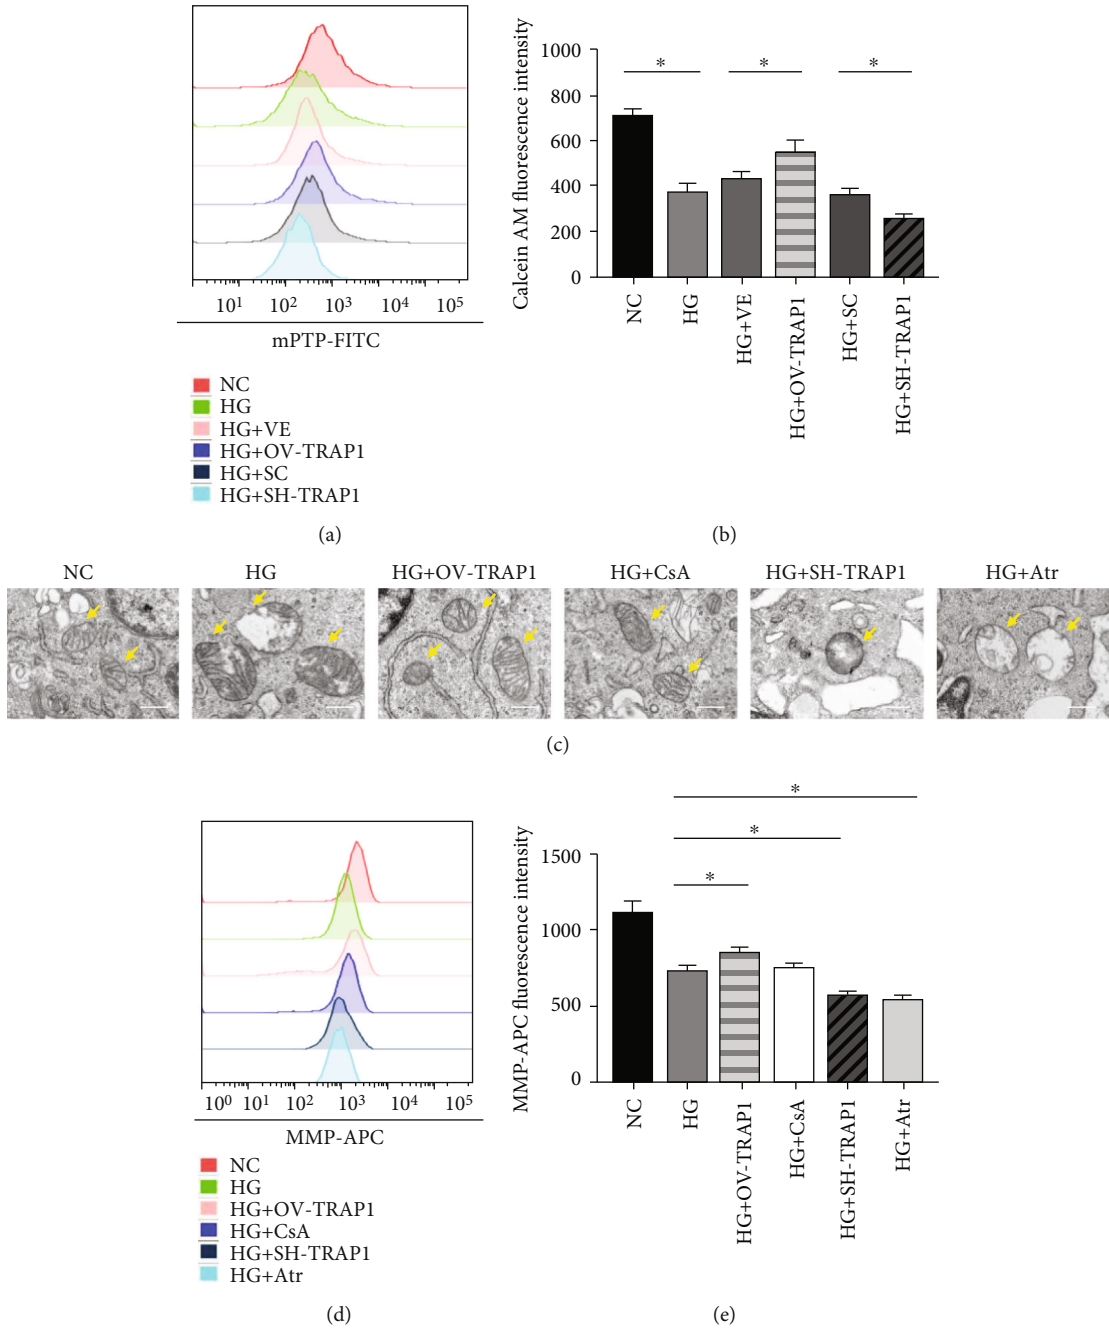 10¹ 10² 10³ 10⁴ 10⁵
mPTP-FITC
NC
HG
HG+VE
HG+OV-TRAP1
HG+SC
HG+SH-TRAP1
(a)
Calcein AM fluorescence intensity
1000
800
600
400
200
0
* * *
NC
HG
HG+VE
HG+OV-TRAP1
HG+SC
HG+SH-TRAP1
(b)
NC HG HG+OV-TRAP1 HG+CsA HG+SH-TRAP1 HG+Atr
(c)
10⁰ 10¹ 10² 10³ 10⁴ 10⁵
MMP-APC
NC
HG
HG+OV-TRAP1
HG+CsA
HG+SH-TRAP1
HG+Atr
(d)
MMP-APC fluorescence intensity
1500
1000
500
0
*
*
*
NC
HG
HG+OV-TRAP1
HG+CsA
HG+SH-TRAP1
HG+Atr
(e)